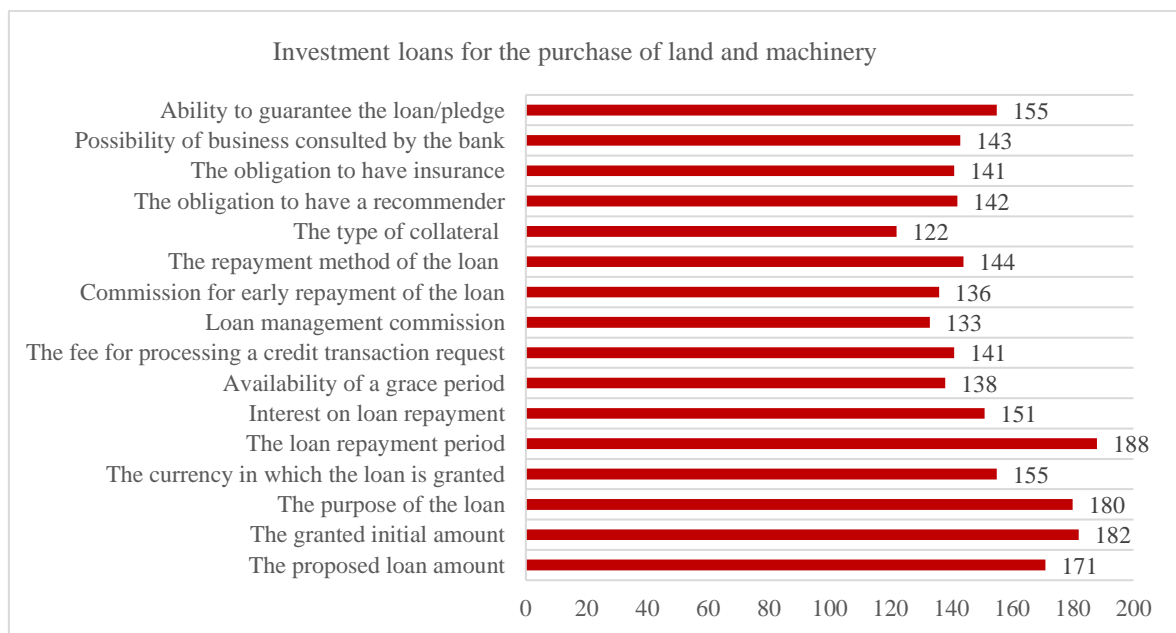 Investment loans for the purchase of land and machinery
Ability to guarantee the loan/pledge 155
Possibility of business consulted by the bank 143
The obligation to have insurance 141
The obligation to have a recommender 142
The type of collateral 122
The repayment method of the loan 144
Commission for early repayment of the loan 136
Loan management commission 133
The fee for processing a credit transaction request 141
Availability of a grace period 138
Interest on loan repayment 151
The loan repayment period 188
The currency in which the loan is granted 155
The purpose of the loan 180
The granted initial amount 182
The proposed loan amount 171
0 20 40 60 80 100 120 140 160 180 200